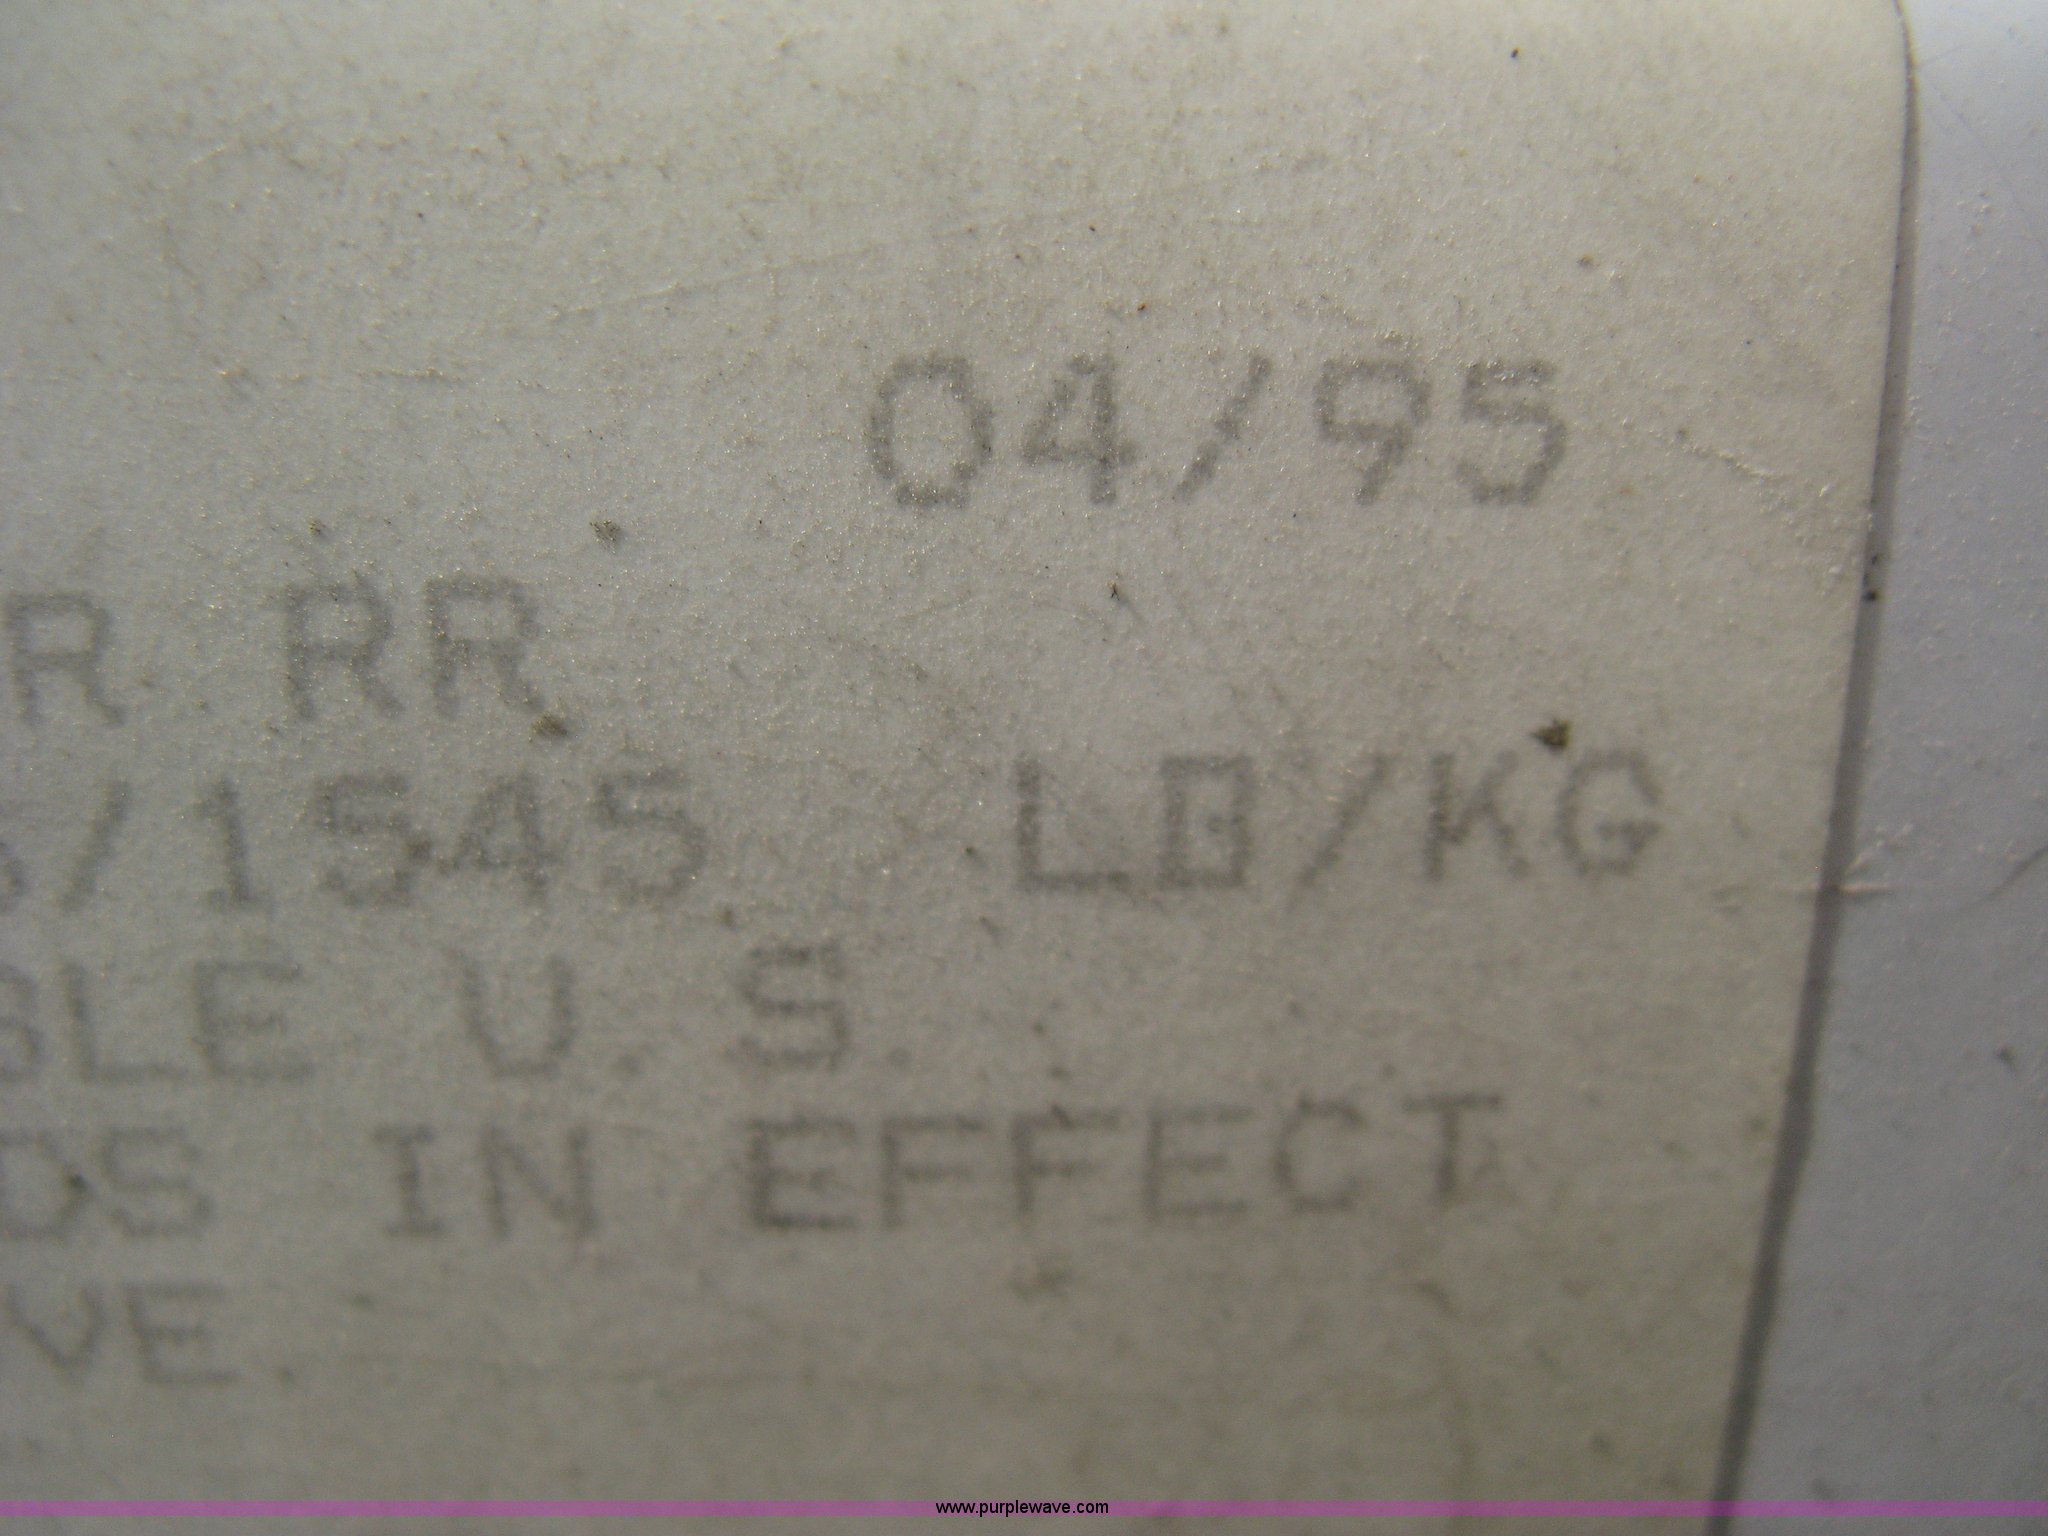 04/95
R RR
/1545 LB/KG
BLE U.S.
DS IN EFFECT
VE.
www.purplewave.com